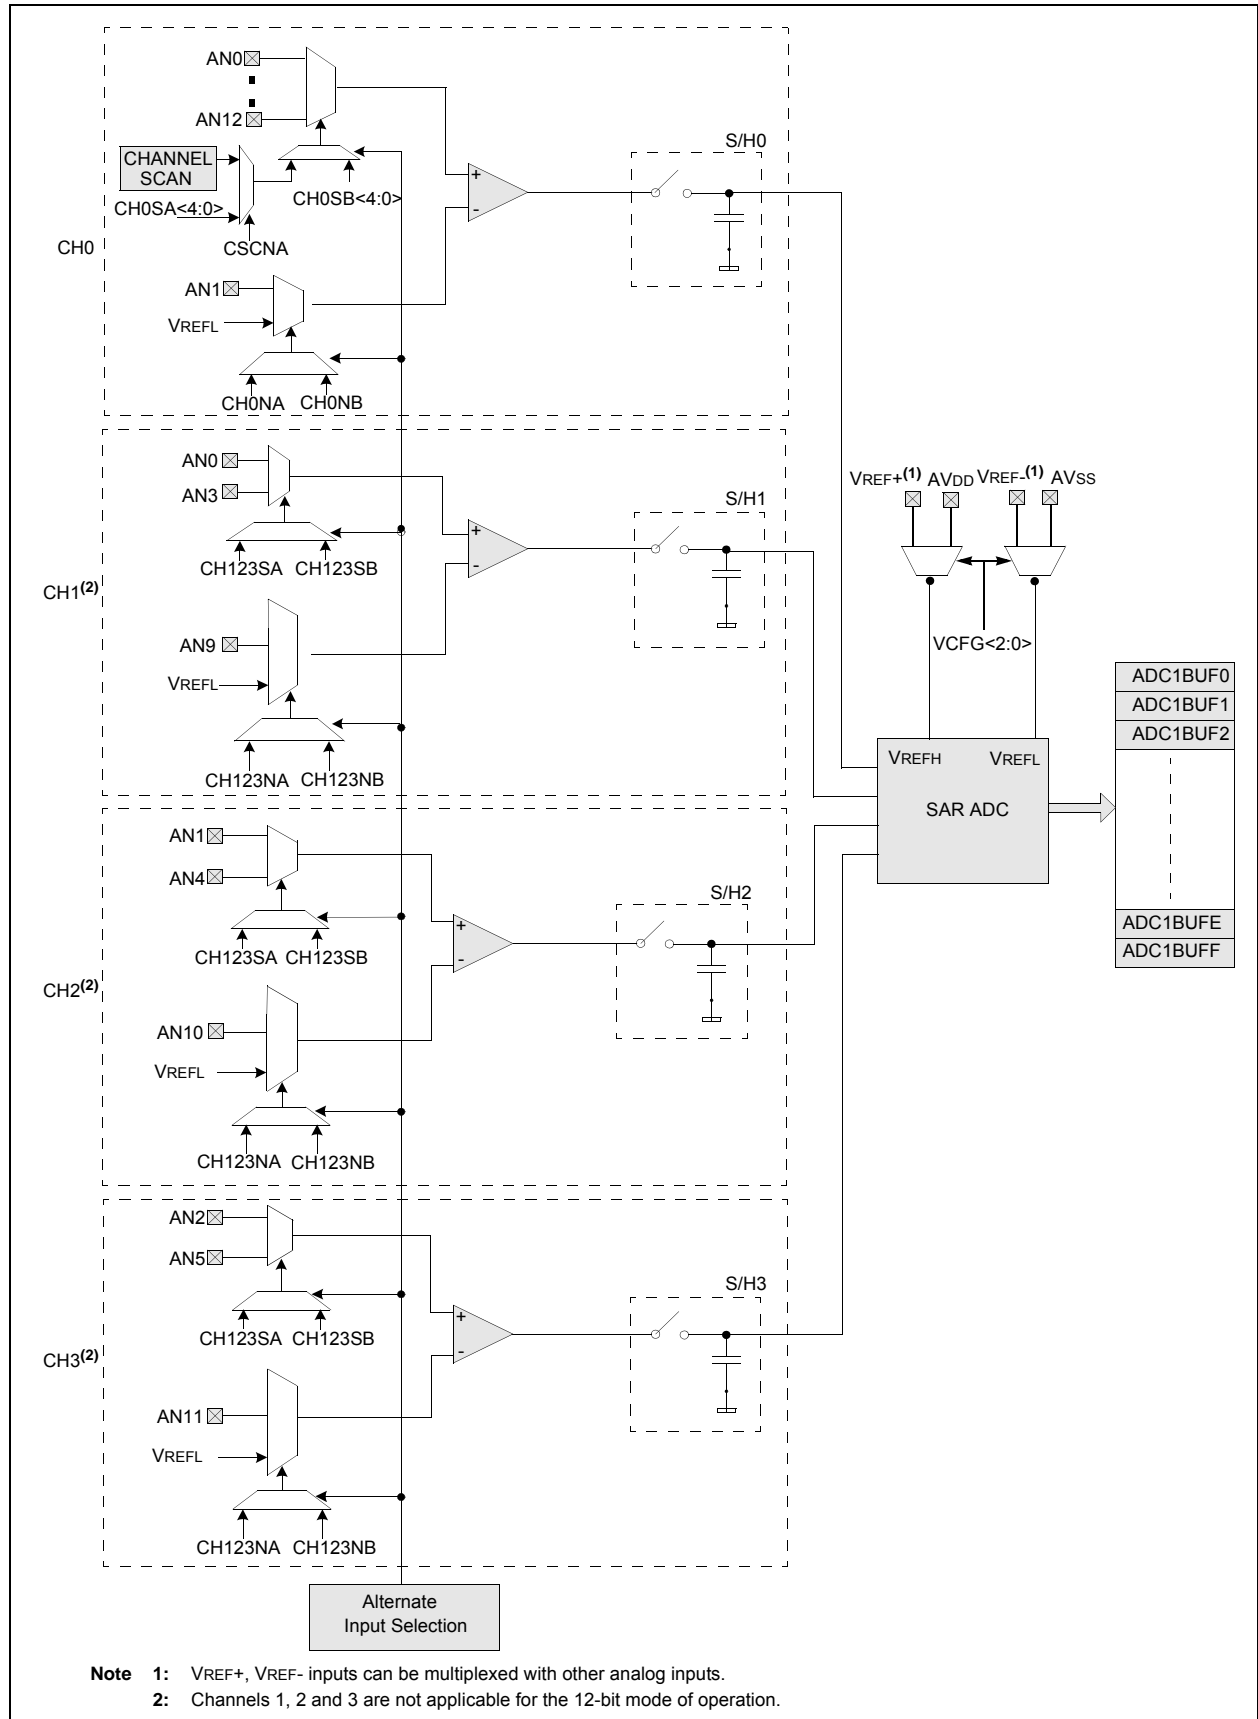 AN0
AN12
CHANNEL
SCAN
CH0SA<4:0>
CH0SB<4:0>
CSCNA
CH0
AN1
VREFL
CH0NA CH0NB
S/H0
+
-
AN0
AN3
CH123SA CH123SB
CH1(2)
AN9
VREFL
CH123NA CH123NB
S/H1
+
-
VREF+(1) AVDD VREF-(1) AVSS
VCFG<2:0>
VREFH VREFL
SAR ADC
ADC1BUF0
ADC1BUF1
ADC1BUF2
ADC1BUFE
ADC1BUFF
AN1
AN4
CH123SA CH123SB
CH2(2)
AN10
VREFL
CH123NA CH123NB
S/H2
+
-
AN2
AN5
CH123SA CH123SB
CH3(2)
AN11
VREFL
CH123NA CH123NB
S/H3
+
-
Alternate
Input Selection
Note 1: VREF+, VREF- inputs can be multiplexed with other analog inputs.
2: Channels 1, 2 and 3 are not applicable for the 12-bit mode of operation.